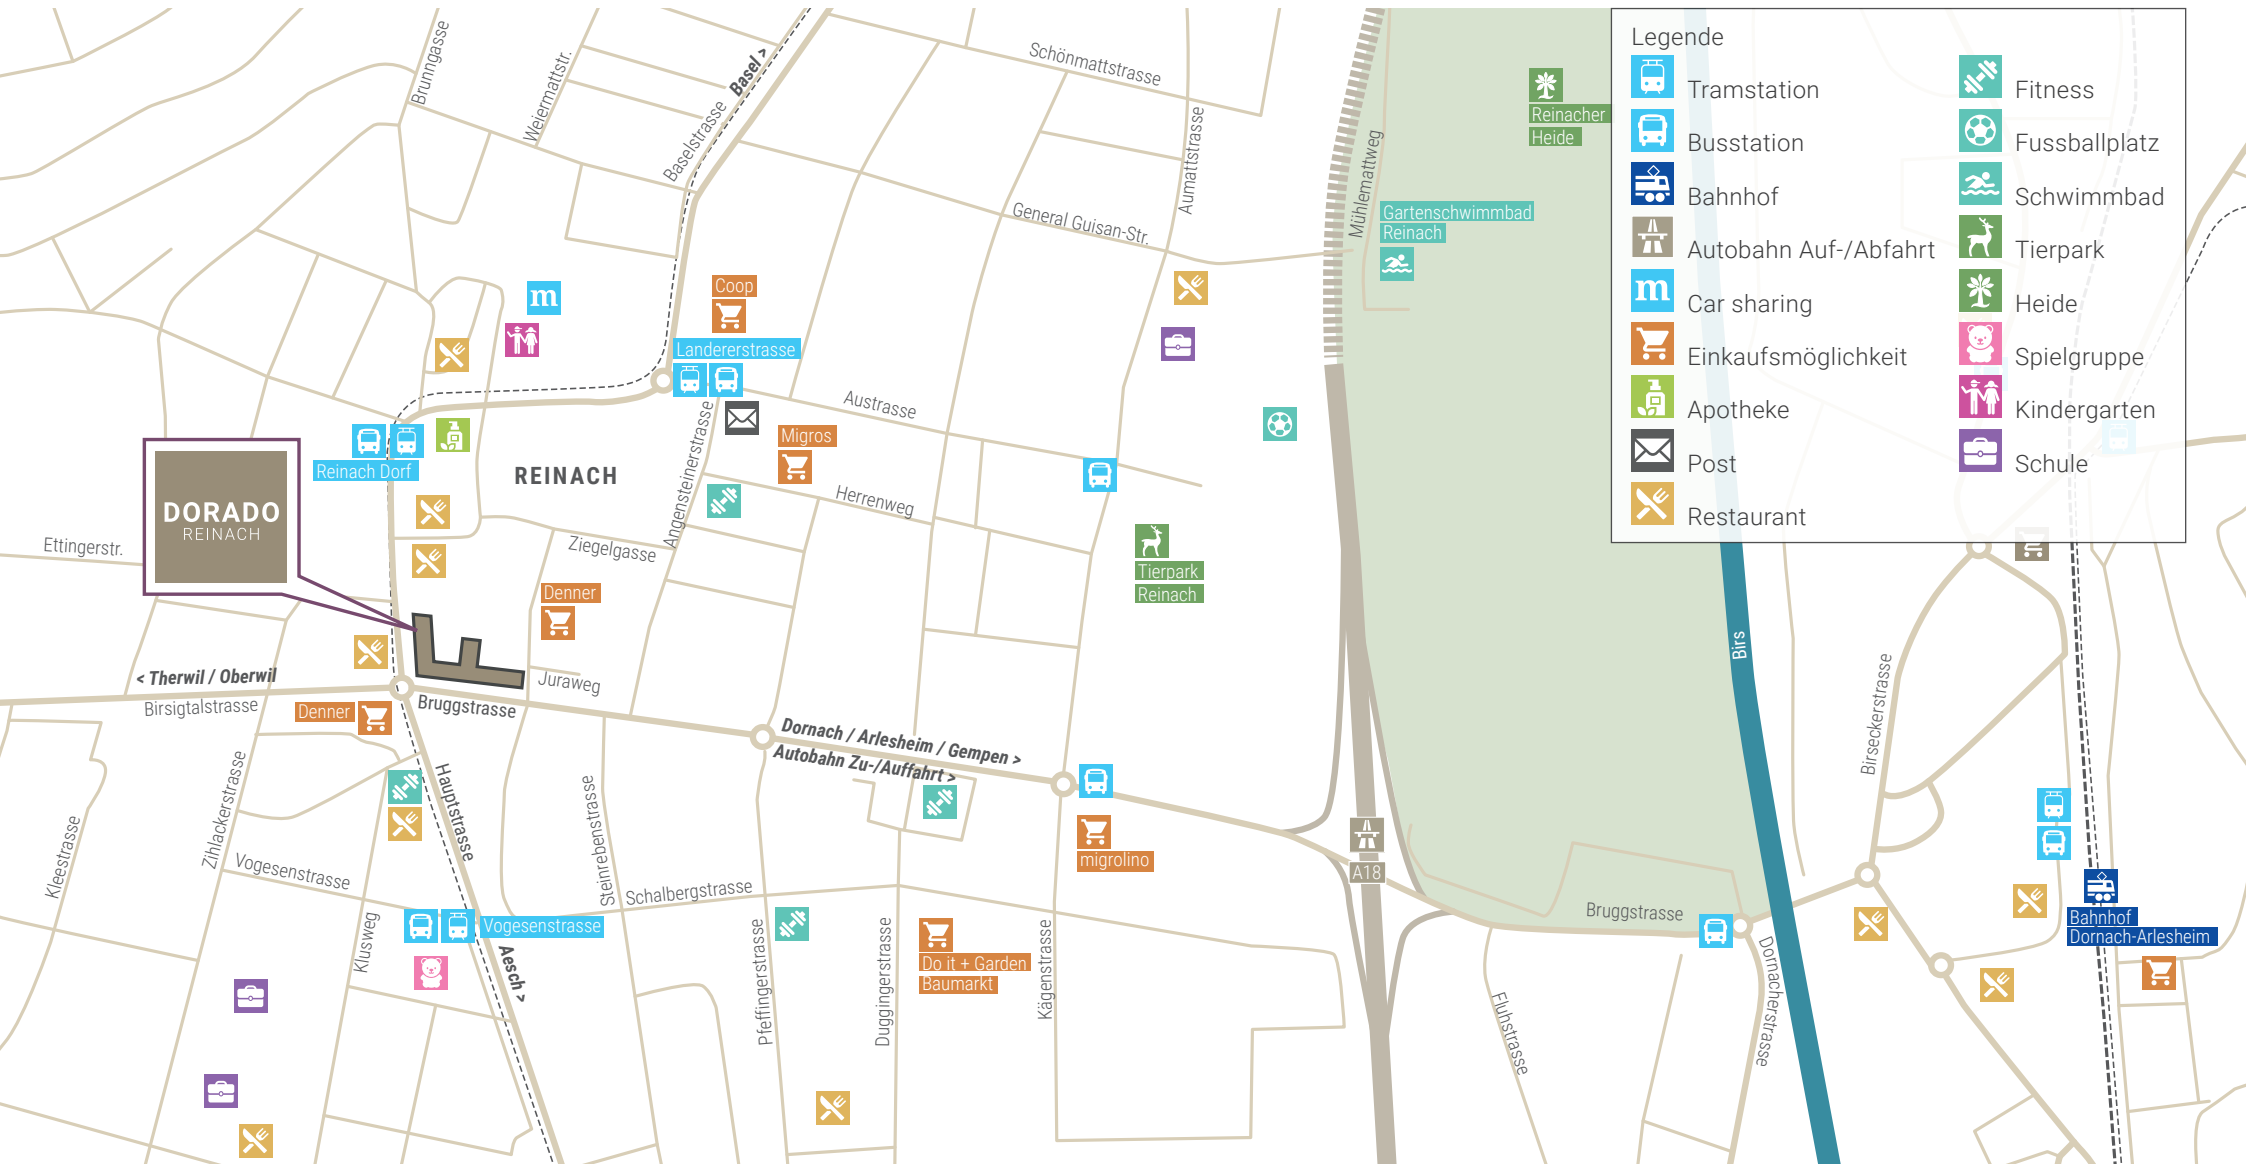 Brunngasse
Weiermattstr.
Baselstrasse
Basel >
Schönmattstrasse
Aumattstrasse
General Guisan-Str.
Mühlemattweg
Reinacher
Heide
Gartenschwimmbad
Reinach
Legende
Tramstation
Busstation
Bahnhof
Autobahn Auf-/Abfahrt
m
Car sharing
Einkaufsmöglichkeit
Apotheke
Post
Restaurant
Fitness
Fussballplatz
Schwimmbad
Tierpark
Heide
Spielgruppe
Kindergarten
Schule
m
Coop
Landererstrasse
Austrasse
Angensteinerstrasse
Migros
Herrenweg
Reinach Dorf
REINACH
DORADO
REINACH
Ettingerstr.
Ziegelgasse
Denner
Tierpark
Reinach
Juraweg
< Therwil / Oberwil
Birsigtalstrasse
Bruggstrasse
Denner
Dornach / Arlesheim / Gempen >
Autobahn Zu-/Auffahrt >
Birs
Birseckerstrasse
Hauptstrasse
Zihlackerstrasse
Kleestrasse
Vogesenstrasse
Steinrebenstrasse
Schalbergstrasse
migrolino
A18
Klusweg
Vogesenstrasse
Aesch >
Pfeffingerstrasse
Duggingerstrasse
Do it + Garden
Baumarkt
Kägenstrasse
Bruggstrasse
Fluhstrasse
Dornacherstrasse
Bahnhof
Dornach-Arlesheim